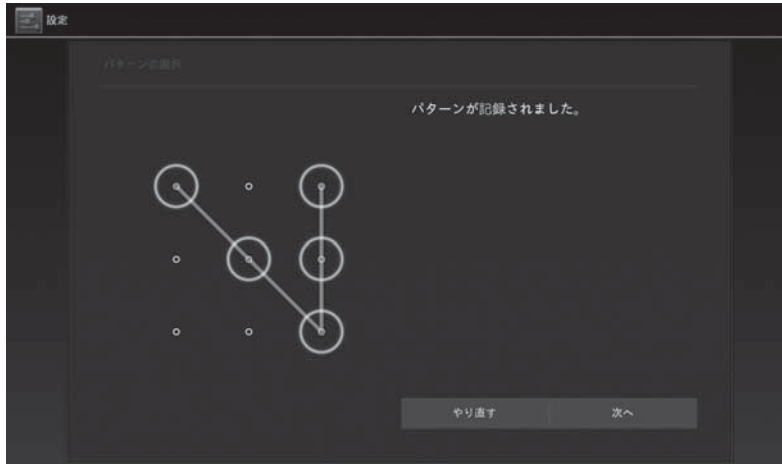 設定
パターンの選択
パターンが記録されました。
やり直す
次へ